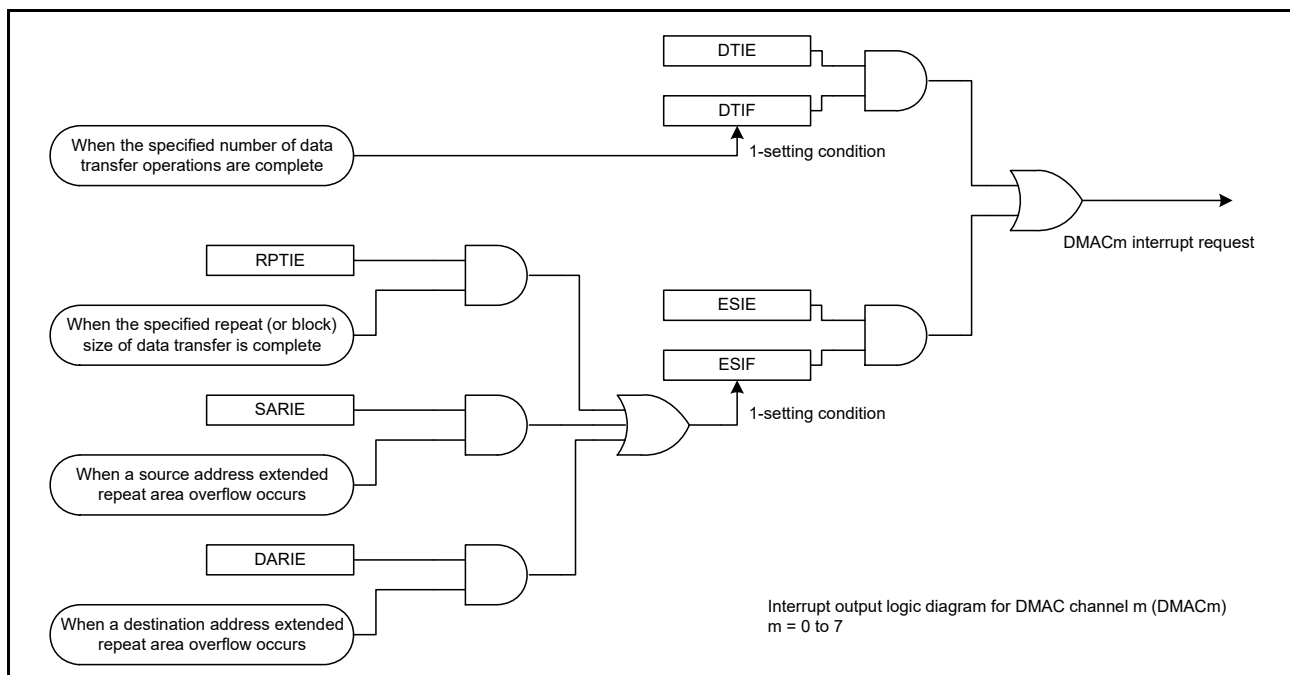 DTIE
DTIF
When the specified number of data
transfer operations are complete
1-setting condition
DMACm interrupt request
RPTIE
When the specified repeat (or block)
size of data transfer is complete
ESIE
ESIF
1-setting condition
SARIE
When a source address extended
repeat area overflow occurs
DARIE
When a destination address extended
repeat area overflow occurs
Interrupt output logic diagram for DMAC channel m (DMACm)
m = 0 to 7